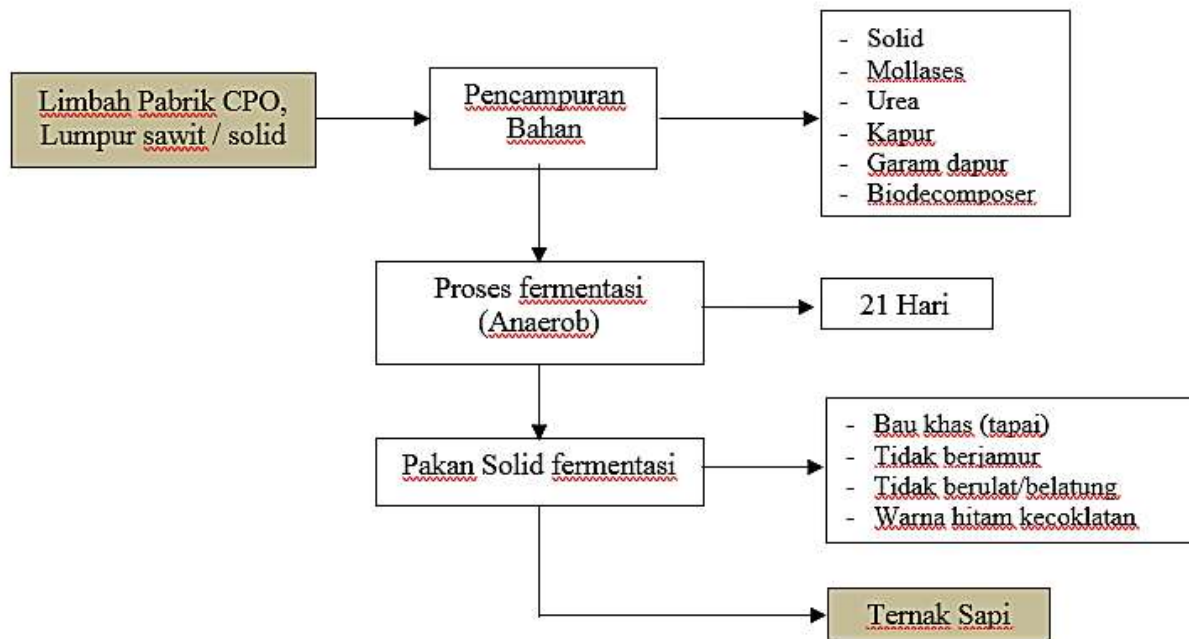 Limbah Pabrik CPO,
Lumpur sawit / solid
Pencampuran
Bahan
- Solid
- Mollases
- Urea
- Kapur
- Garam dapur
- Biodecomposer
Proses fermentasi
(Anaerob)
21 Hari
Pakan Solid fermentasi
- Bau khas (tapai)
- Tidak berjamur
- Tidak berulat/belatung
- Warna hitam kecoklatan
Ternak Sapi